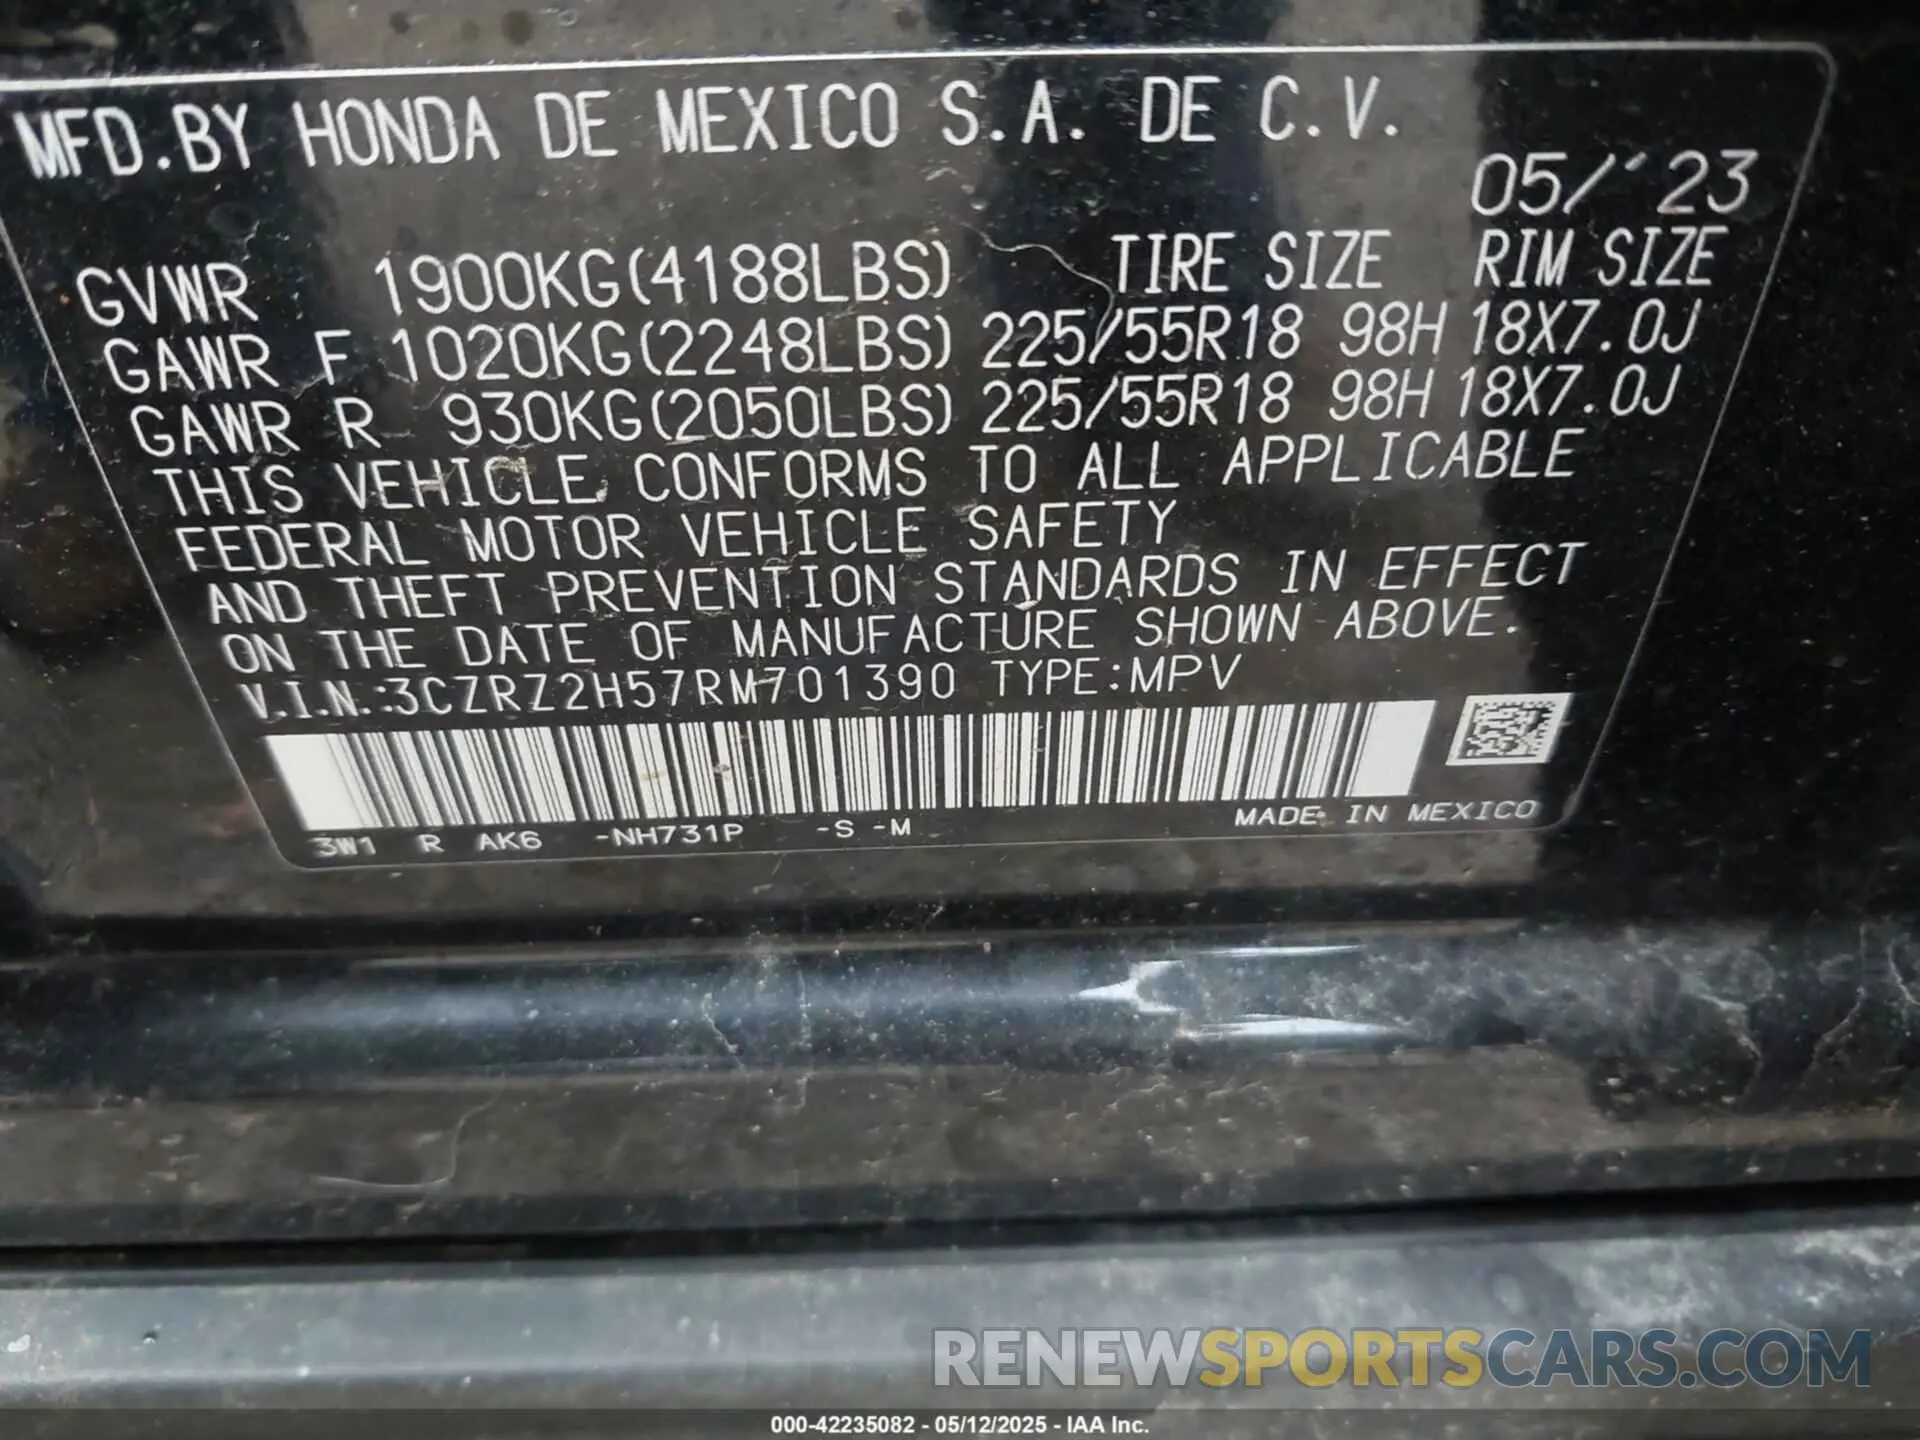 MFD.BY HONDA DE MEXICO S.A. DE C.V.
05/'23
GVWR 1900KG(4188LBS) TIRE SIZE RIM SIZE
GAWR F 1020KG(2248LBS) 225/55R18 98H 18X7.0J
GAWR R 930KG(2050LBS) 225/55R18 98H 18X7.0J
THIS VEHICLE CONFORMS TO ALL APPLICABLE
FEDERAL MOTOR VEHICLE SAFETY
AND THEFT PREVENTION STANDARDS IN EFFECT
ON THE DATE OF MANUFACTURE SHOWN ABOVE.
V.I.N.:3CZRZ2H57RM701390 TYPE:MPV
3W1 R AK6 -NH731P -S -M MADE IN MEXICO
RENEWSPORTSCARS.COM
000-42235082 - 05/12/2025 - IAA Inc.